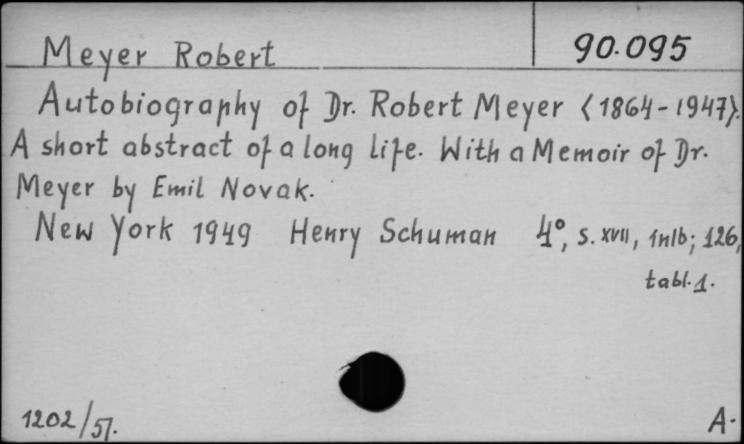 Meyer Robert 90.095
Autobiography of Dr. Robert Meyer <1864-1947>.
A short abstract of a long life. With a Memoir of Dr.
Meyer by Emil Novak.
New York 1949 Henry Schuman 4°, s. XVII, 1nlb; 126,
tabl. 1.
1202/51. A.